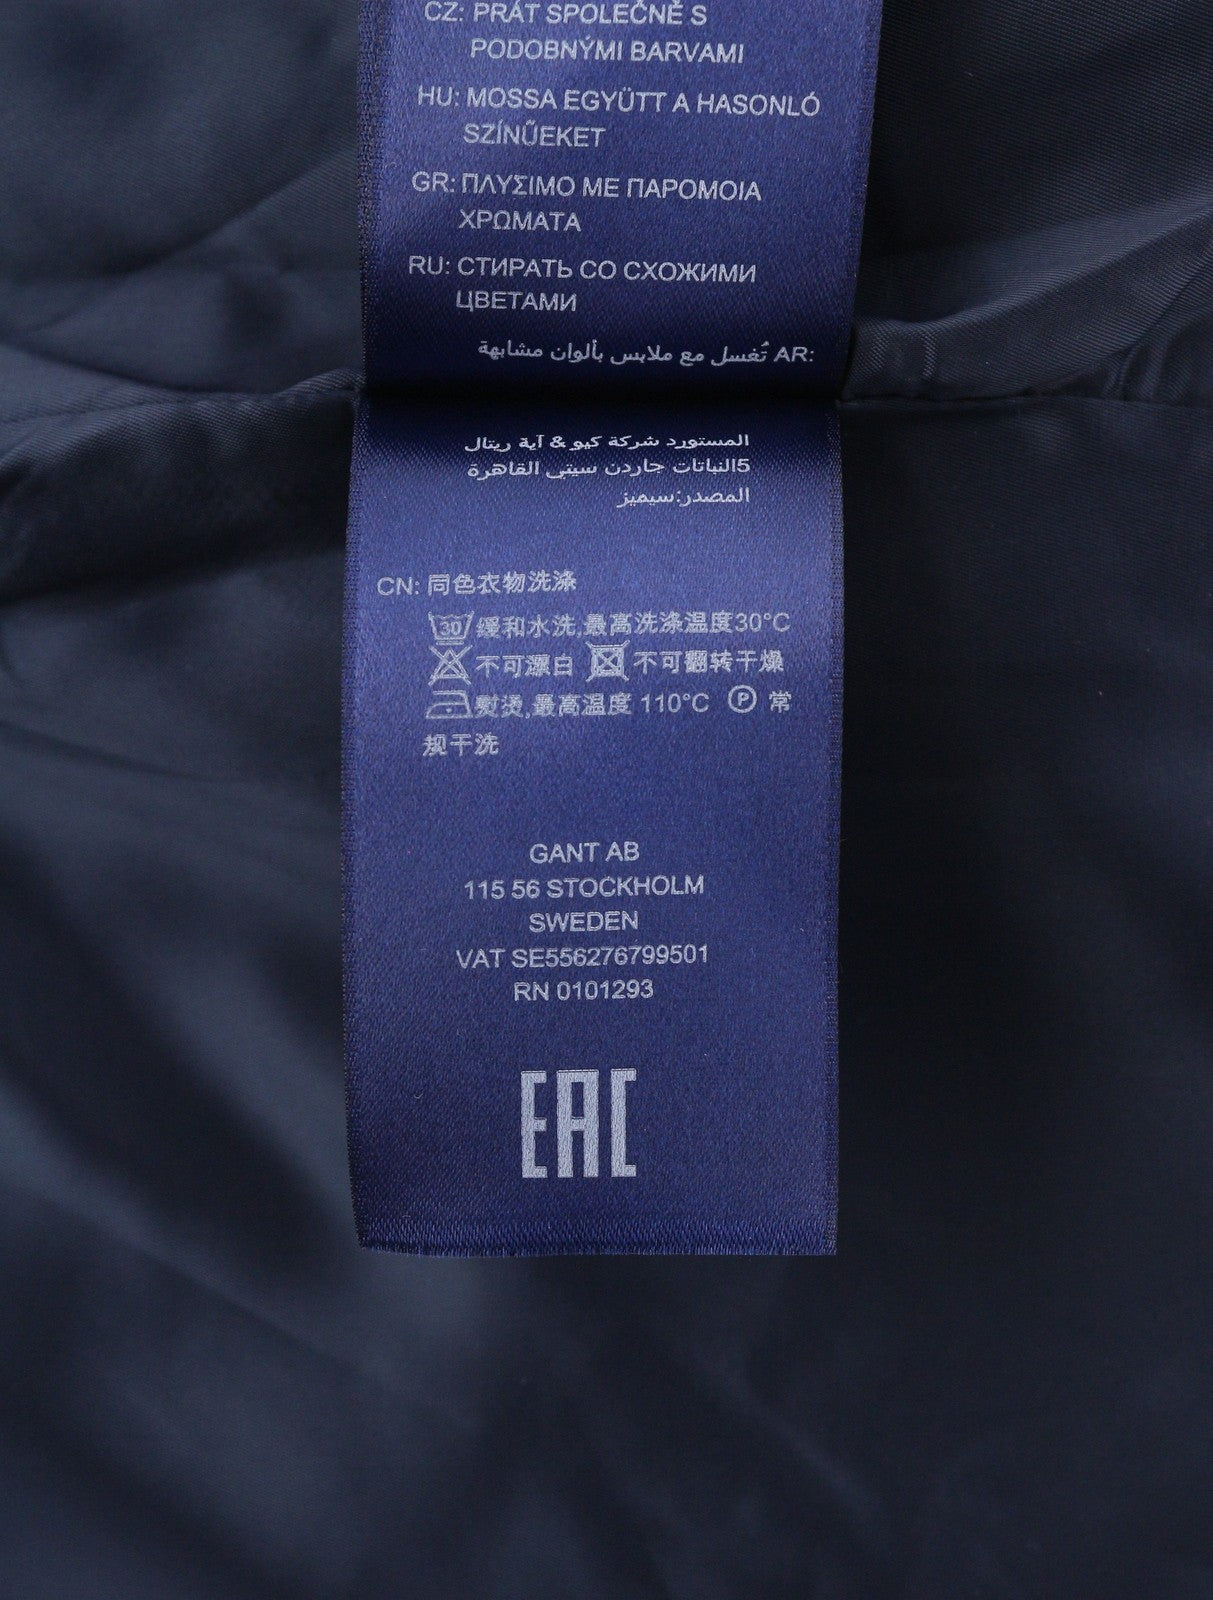 CZ: PRÁT SPOLEČNĚ S
PODOBNÝMI BARVAMI
HU: MOSSA EGYÜTT A HASONLÓ
SZÍNŰEKET
GR: ΠΛΥΣΙΜΟ ΜΕ ΠΑΡΟΜΟΙΑ
ΧΡΩΜΑΤΑ
RU: СТИРАТЬ СО СХОЖИМИ
ЦВЕТАМИ
AR: تُغسل مع ملابس بألوان مشابهة
المستورد شركة كيو & آية ريتال
5النباتات جاردن سيتي القاهرة
المصدر:سيميز
CN: 同色衣物洗涤
30 缓和水洗,最高洗涤温度30°C
不可漂白 不可翻转干燥
熨烫,最高温度 110°C P 常
规干洗
GANT AB
115 56 STOCKHOLM
SWEDEN
VAT SE556276799501
RN 0101293
EAC